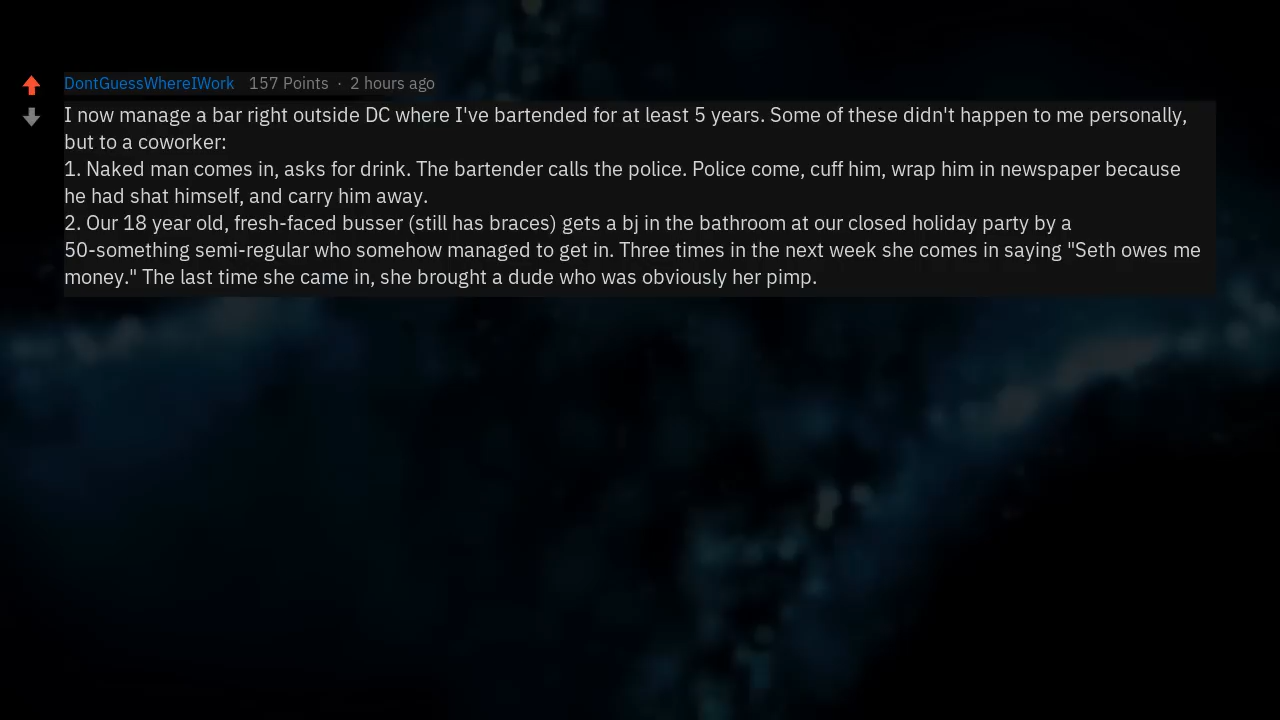 DontGuessWhereIWork 157 Points · 2 hours ago
I now manage a bar right outside DC where I've bartended for at least 5 years. Some of these didn't happen to me personally,
but to a coworker:
1. Naked man comes in, asks for drink. The bartender calls the police. Police come, cuff him, wrap him in newspaper because
he had shat himself, and carry him away.
2. Our 18 year old, fresh-faced busser (still has braces) gets a bj in the bathroom at our closed holiday party by a
50-something semi-regular who somehow managed to get in. Three times in the next week she comes in saying "Seth owes me
money." The last time she came in, she brought a dude who was obviously her pimp.